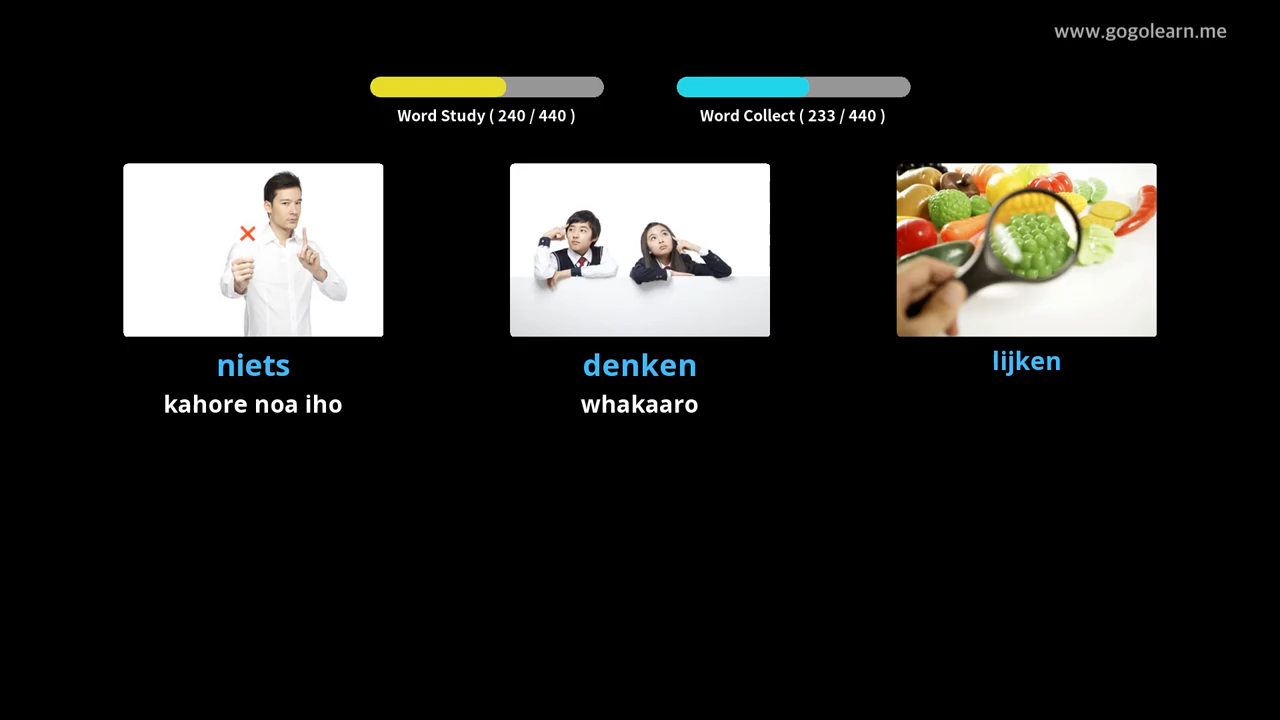 www.gogolearn.me
Word Study ( 240 / 440 )
Word Collect ( 233 / 440 )
niets
kahore noa iho
denken
whakaaro
lijken